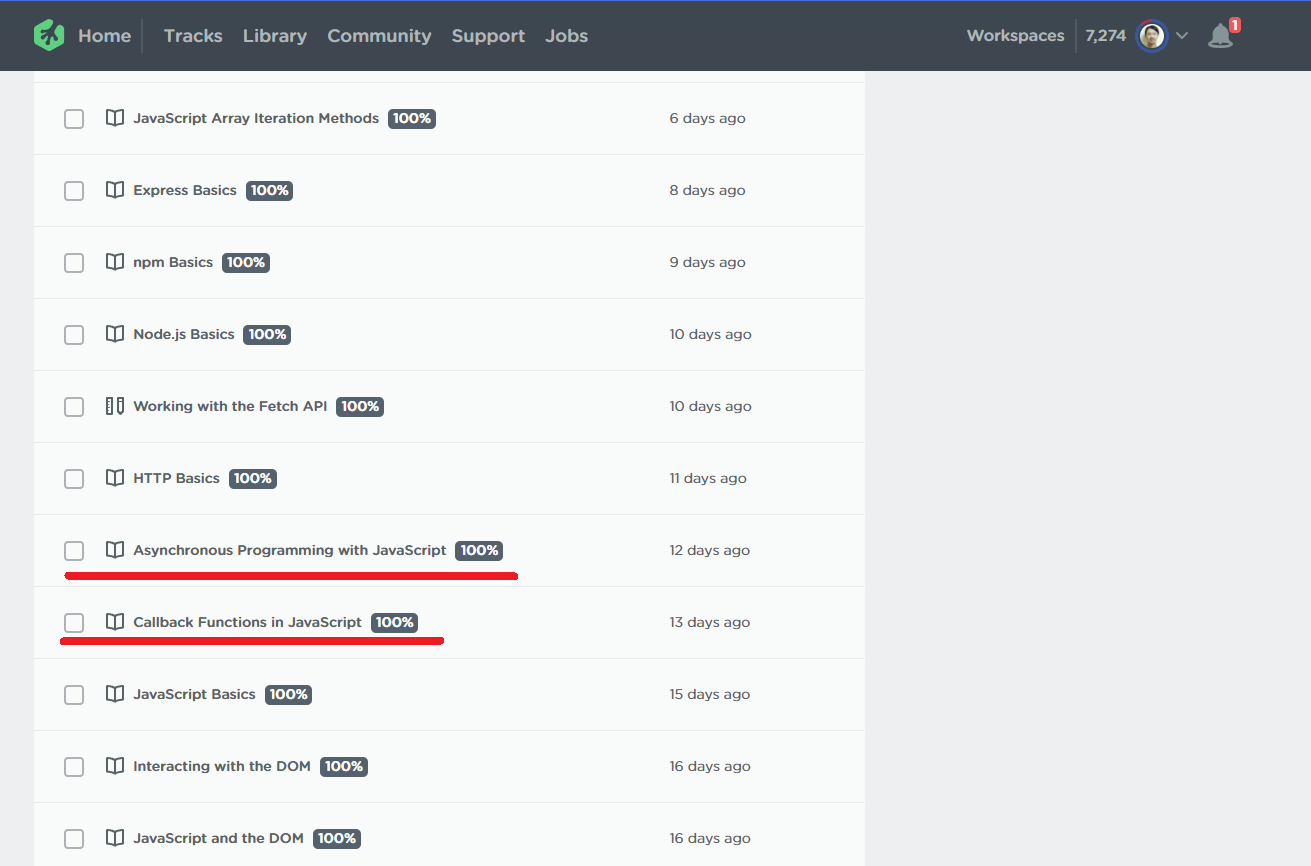 Home Tracks Library Community Support Jobs Workspaces 7,274 1
JavaScript Array Iteration Methods 100% 6 days ago
Express Basics 100% 8 days ago
npm Basics 100% 9 days ago
Node.js Basics 100% 10 days ago
Working with the Fetch API 100% 10 days ago
HTTP Basics 100% 11 days ago
Asynchronous Programming with JavaScript 100% 12 days ago
Callback Functions in JavaScript 100% 13 days ago
JavaScript Basics 100% 15 days ago
Interacting with the DOM 100% 16 days ago
JavaScript and the DOM 100% 16 days ago